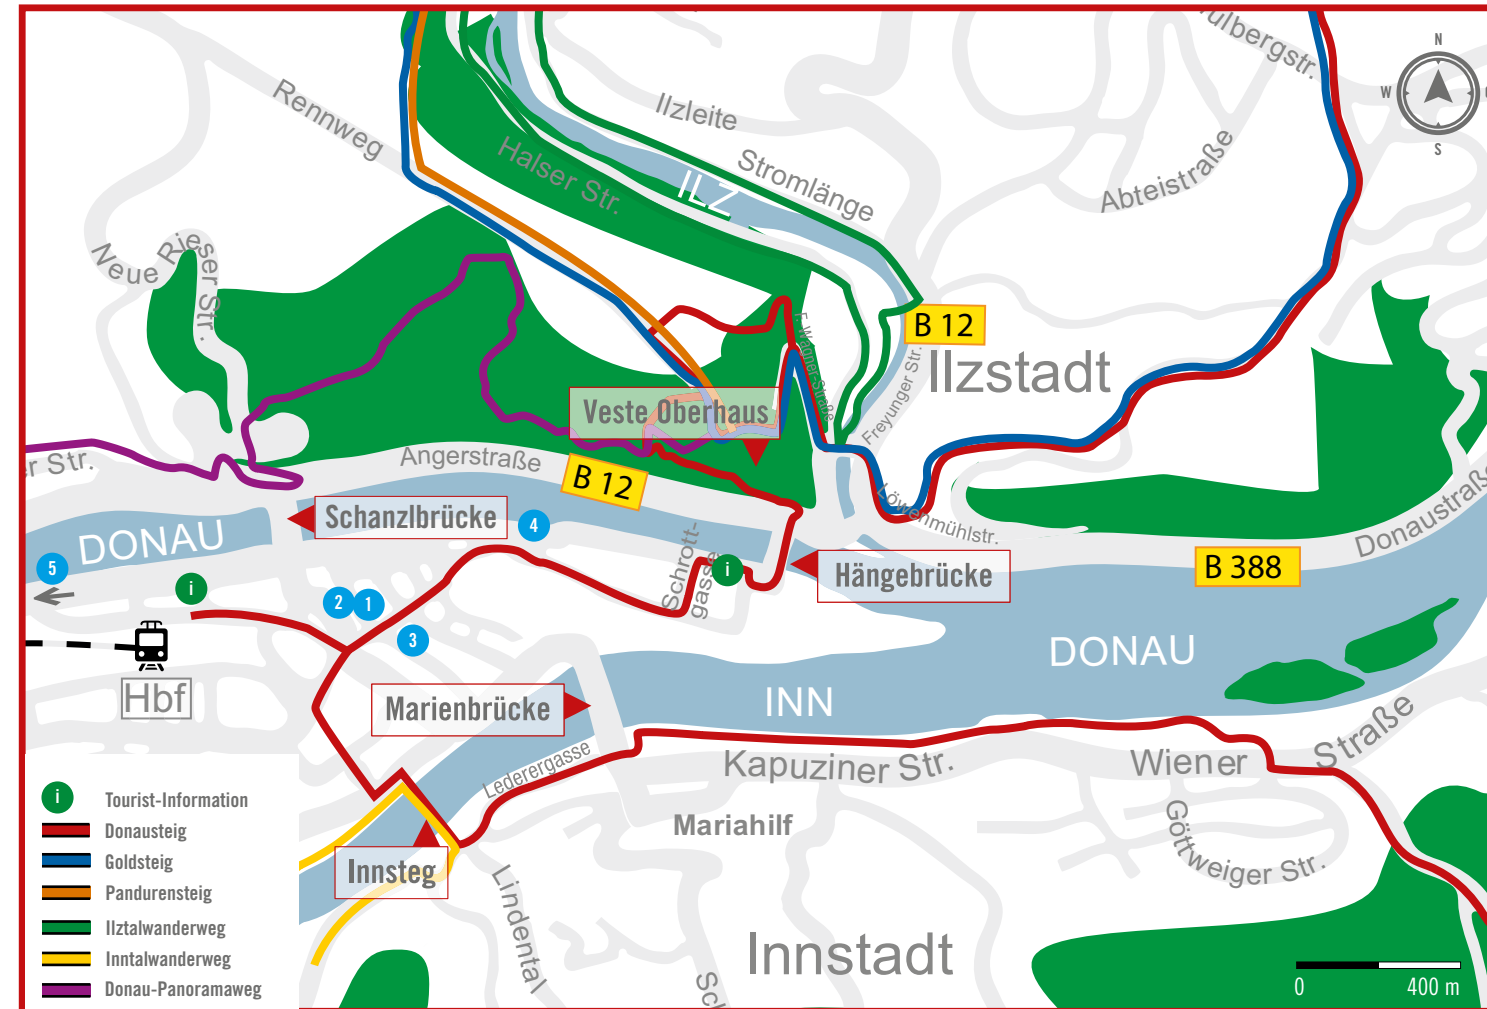 N
W
S
Rennweg
Ilzleite
Stromlänge
Halser Str.
ILZ
Abteistraße
Neue Rieser Str.
B 12
F. Wagner-Straße
Freyunger Str.
Ilzstadt
Veste Oberhaus
er Str.
Angerstraße
B 12
Löwenmühlstr.
Donaustraße
Schanzlbrücke
4
DONAU
Schrott-
gasse
i
Hängebrücke
B 388
5
i
2
1
3
Hbf
DONAU
Marienbrücke
INN
Lederergasse
Kapuziner Str.
Wiener Straße
Mariahilf
Göttweiger Str.
Innsteg
Lindental
Innstadt
i Tourist-Information
Donausteig
Goldsteig
Pandurensteig
Ilztalwanderweg
Inntalwanderweg
Donau-Panoramaweg
0 400 m